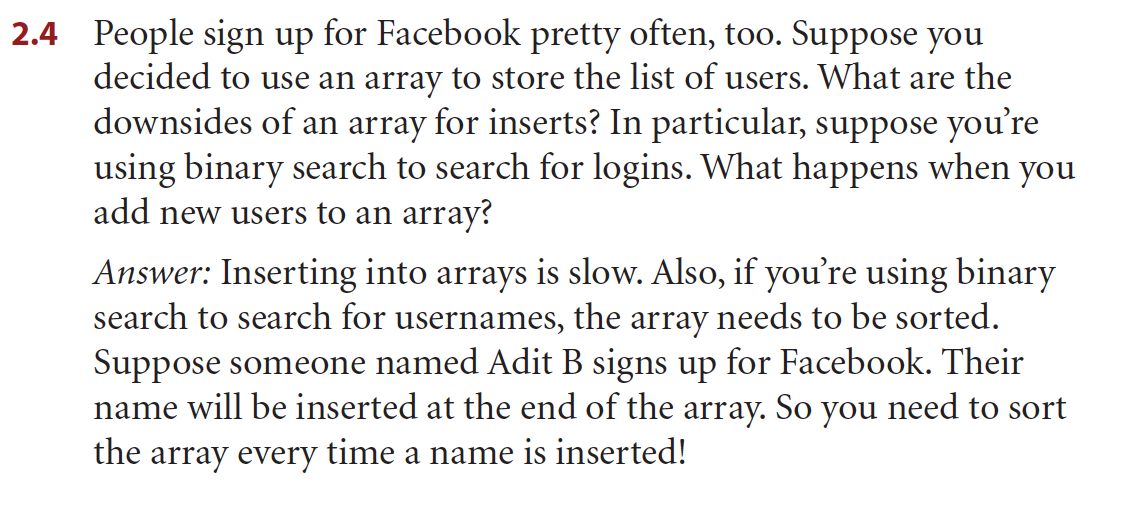 2.4 People sign up for Facebook pretty often, too. Suppose you
decided to use an array to store the list of users. What are the
downsides of an array for inserts? In particular, suppose you’re
using binary search to search for logins. What happens when you
add new users to an array?
Answer: Inserting into arrays is slow. Also, if you’re using binary
search to search for usernames, the array needs to be sorted.
Suppose someone named Adit B signs up for Facebook. Their
name will be inserted at the end of the array. So you need to sort
the array every time a name is inserted!